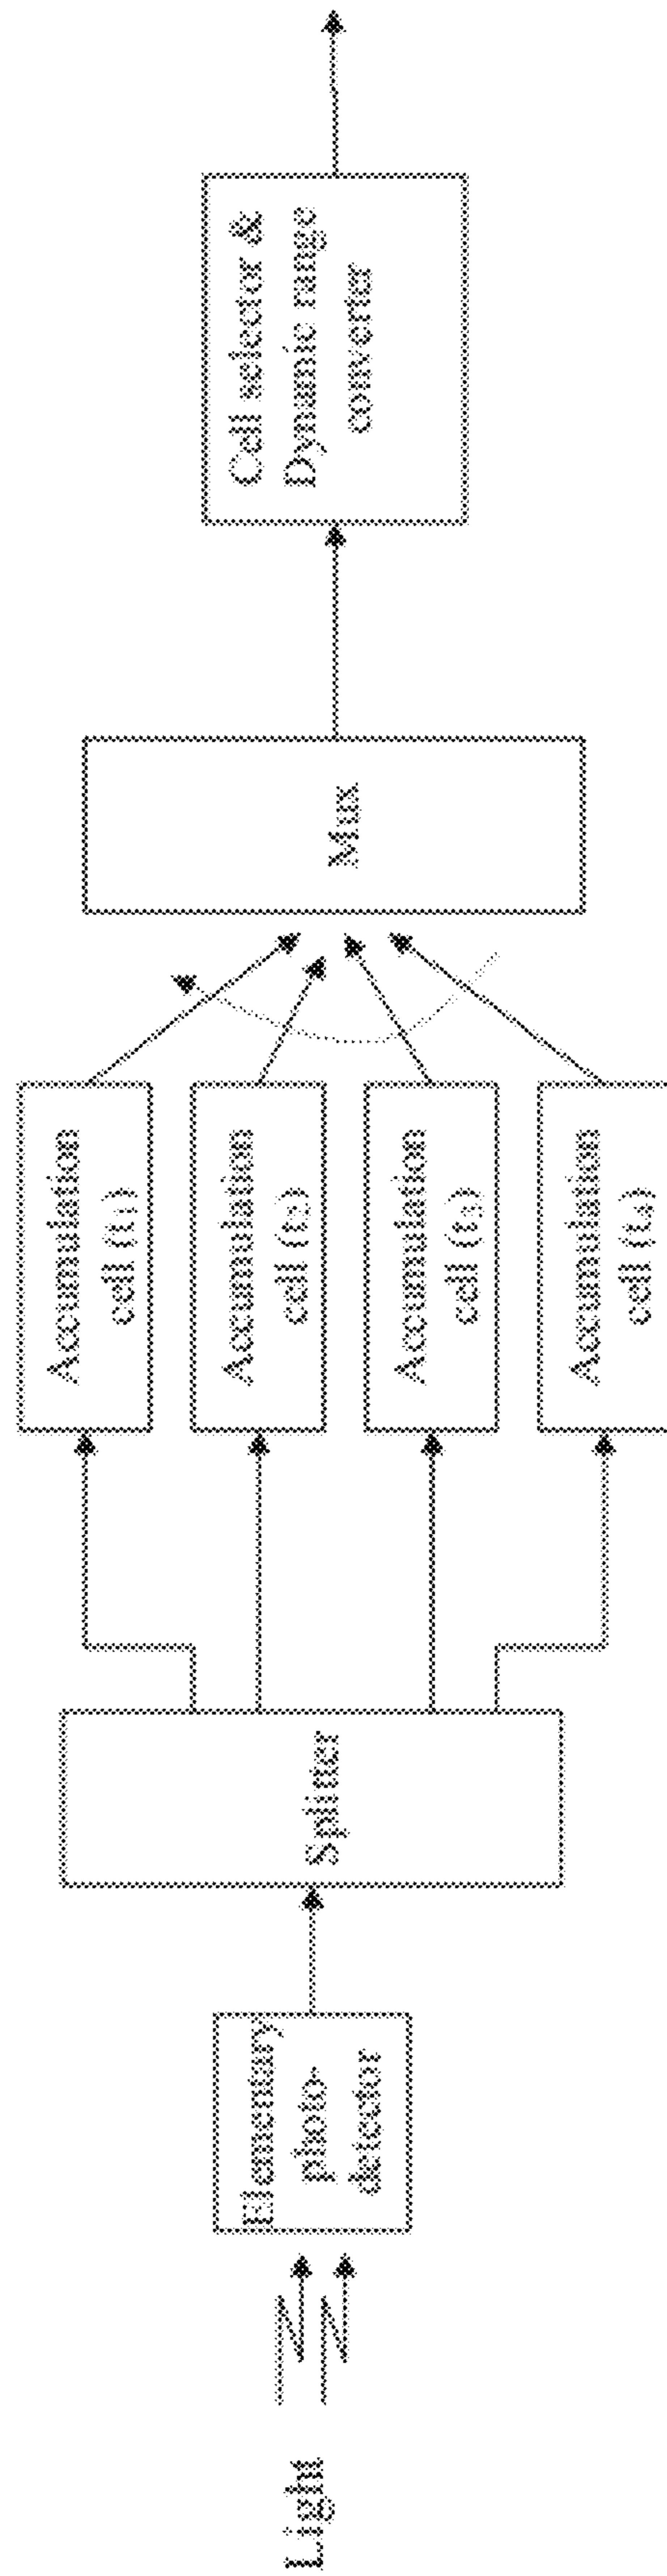 Light
Elementary
photo-
detector
Splitter
Accumulation
cell (t₁)
Accumulation
cell (t₂)
Accumulation
cell (t₃)
Accumulation
cell (t₄)
Mux
Cell selector &
Dynamic range
converter